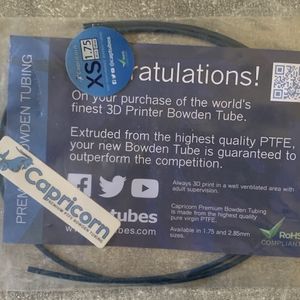 XS 1.75
@captubes
ratulations!
On your purchase of the world's
finest 3D Printer Bowden Tube.
Extruded from the highest quality PTFE,
your new Bowden Tube is guaranteed to
outperform the competition.
PREM
BOWDEN TUBING
Capricorn
tubes
Always 3D print in a well ventilated area with
adult supervision.
Capricorn Premium Bowden Tubing
is made from the highest quality
pure virgin PTFE.
Available in 1.75 and 2.85mm
sizes.
RoHS
COMPLIANT